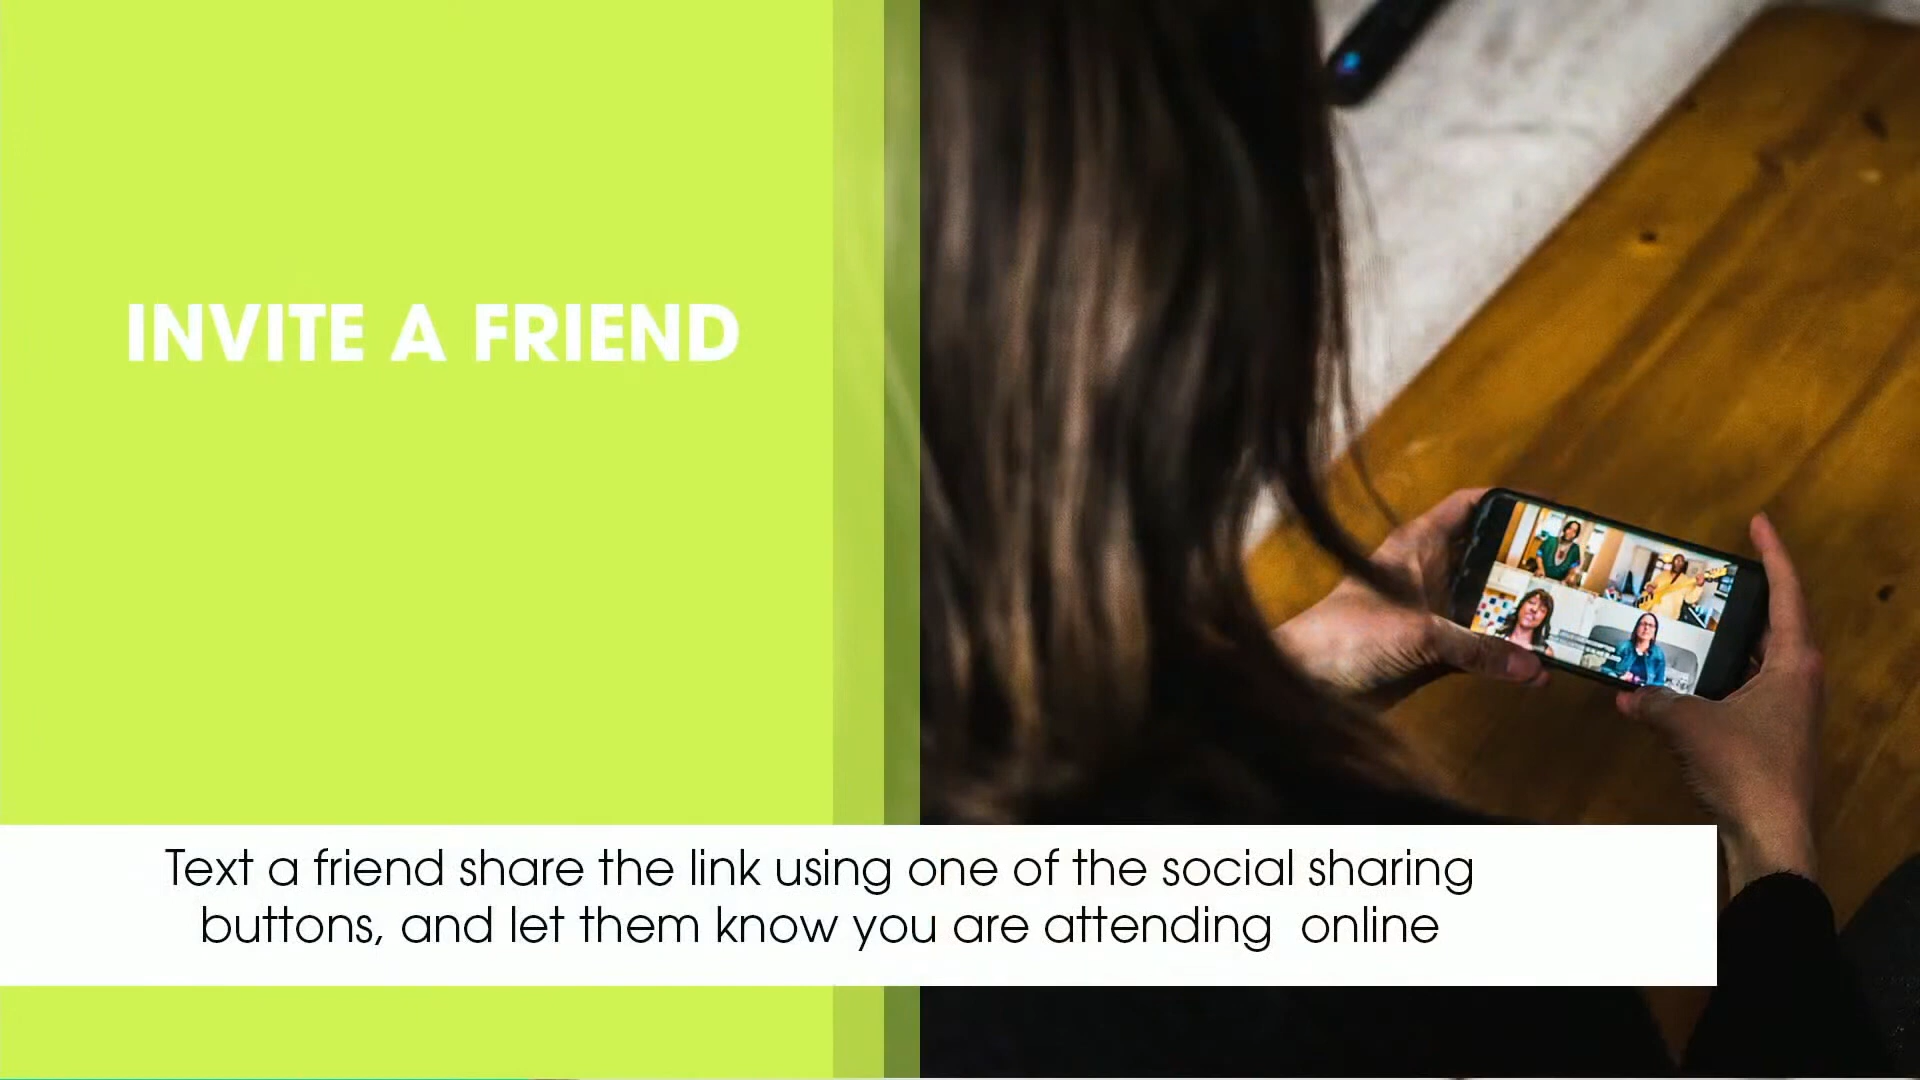 INVITE A FRIEND
Text a friend share the link using one of the social sharing
buttons, and let them know you are attending  online